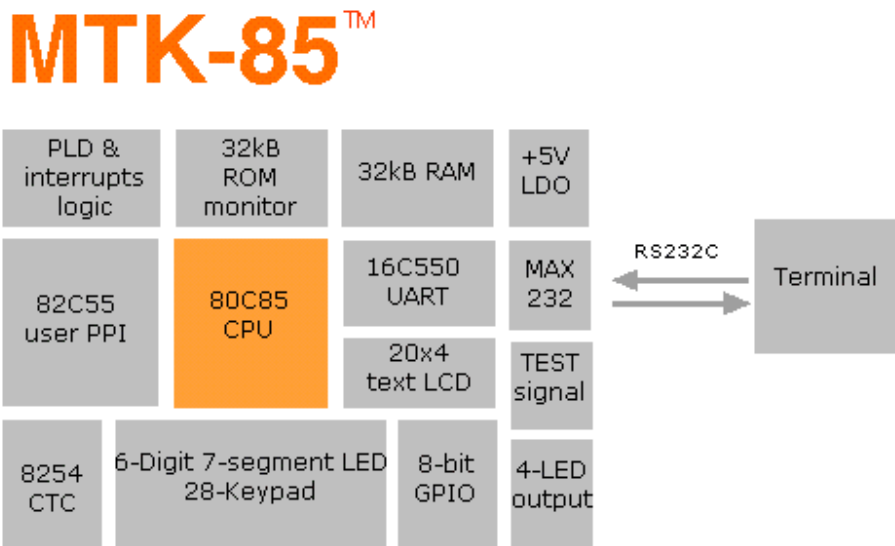 MTK-85™
PLD &
interrupts
logic
32kB
ROM
monitor
32kB RAM
+5V
LDO
82C55
user PPI
80C85
CPU
16C550
UART
MAX
232
RS232C
Terminal
20x4
text LCD
TEST
signal
8254
CTC
6-Digit 7-segment LED
28-Keypad
8-bit
GPIO
4-LED
output